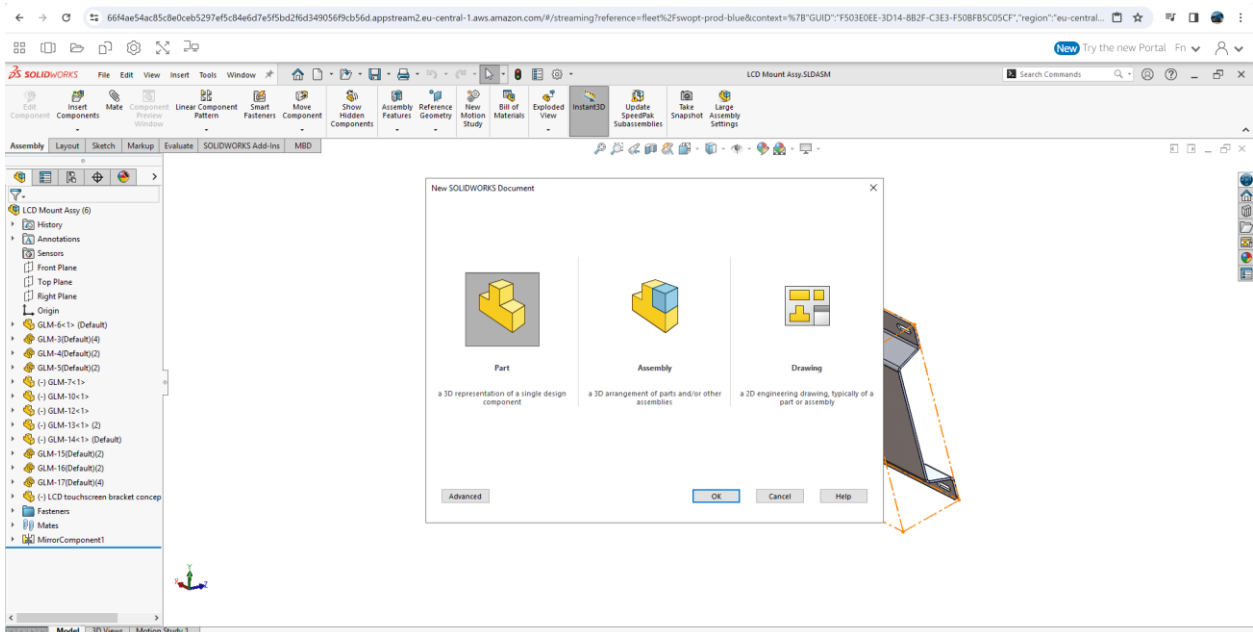 66f4ae54ac85c8e0ceb5297ef5c84e6d7e5f5bd2f6d349056f9cb56d.appstream2.eu-central-1.aws.amazon.com/#/streaming?reference=fleet%2Fswopt-prod-blue&context=%7B"GUID":"F503E0EE-3D14-8B2F-C3E3-F50BFB5C05CF","region":"eu-central...
New Try the new Portal Fn
SOLIDWORKS File Edit View Insert Tools Window LCD Mount Assy.SLDASM Search Commands
Edit Component
Insert Components
Mate
Component Preview Window
Linear Component Pattern
Smart Fasteners
Move Component
Show Hidden Components
Assembly Features
Reference Geometry
New Motion Study
Bill of Materials
Exploded View
Instant3D
Update SpeedPak Subassemblies
Take Snapshot
Large Assembly Settings
Assembly Layout Sketch Markup Evaluate SOLIDWORKS Add-Ins MBD
LCD Mount Assy (6)
History
Annotations
Sensors
Front Plane
Top Plane
Right Plane
Origin
GLM-6<1> (Default)
GLM-3(Default)(4)
GLM-4(Default)(2)
GLM-5(Default)(2)
(-) GLM-7<1>
(-) GLM-10<1>
(-) GLM-12<1>
(-) GLM-13<1> (2)
(-) GLM-14<1> (Default)
GLM-15(Default)(2)
GLM-16(Default)(2)
GLM-17(Default)(4)
(-) LCD touchscreen bracket concep
Fasteners
Mates
MirrorComponent1
New SOLIDWORKS Document
Part
a 3D representation of a single design
component
Assembly
a 3D arrangement of parts and/or other
assemblies
Drawing
a 2D engineering drawing, typically of a
part or assembly
Advanced OK Cancel Help
Y
X Z
Model 3D Views Motion Study 1